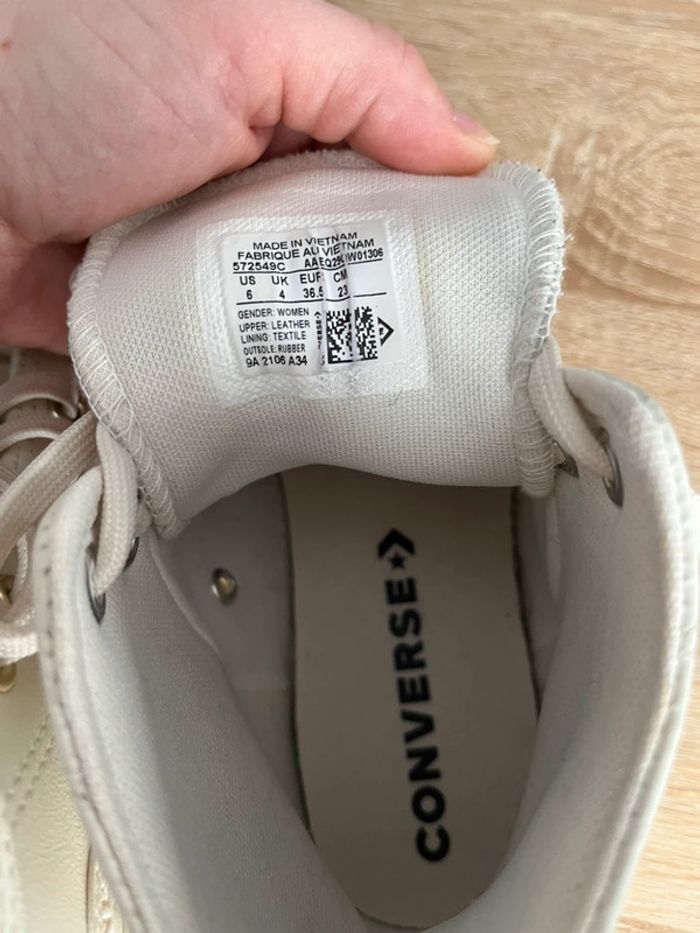 MADE IN VIETNAM
FABRIQUE AU VIETNAM
572549C
US UK EUR CM
6 4 36.5 23
GENDER: WOMEN
UPPER: LEATHER
LINING: TEXTILE
OUTSOLE: RUBBER
9A 2106 A34
CONVERSE